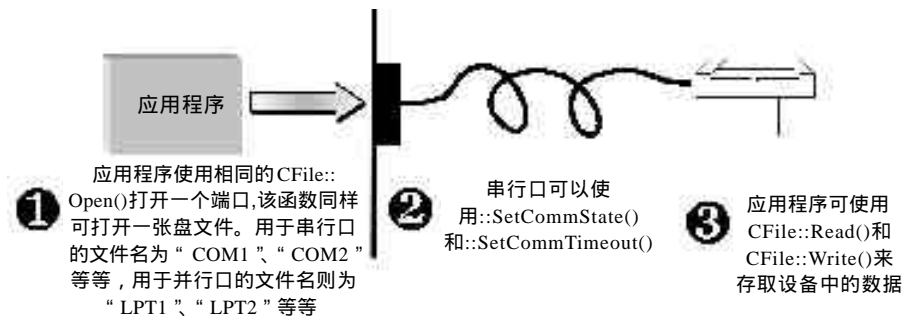 应用程序
❶
应用程序使用相同的CFile::
Open()打开一个端口,该函数同样
可打开一张盘文件。用于串行口
的文件名为“COM1”、“COM2”
等等,用于并行口的文件名则为
“LPT1”、“LPT2”等等
❷
串行口可以使
用::SetCommState()
和::SetCommTimeout()
❸
应用程序可使用
CFile::Read()和
CFile::Write()来
存取设备中的数据